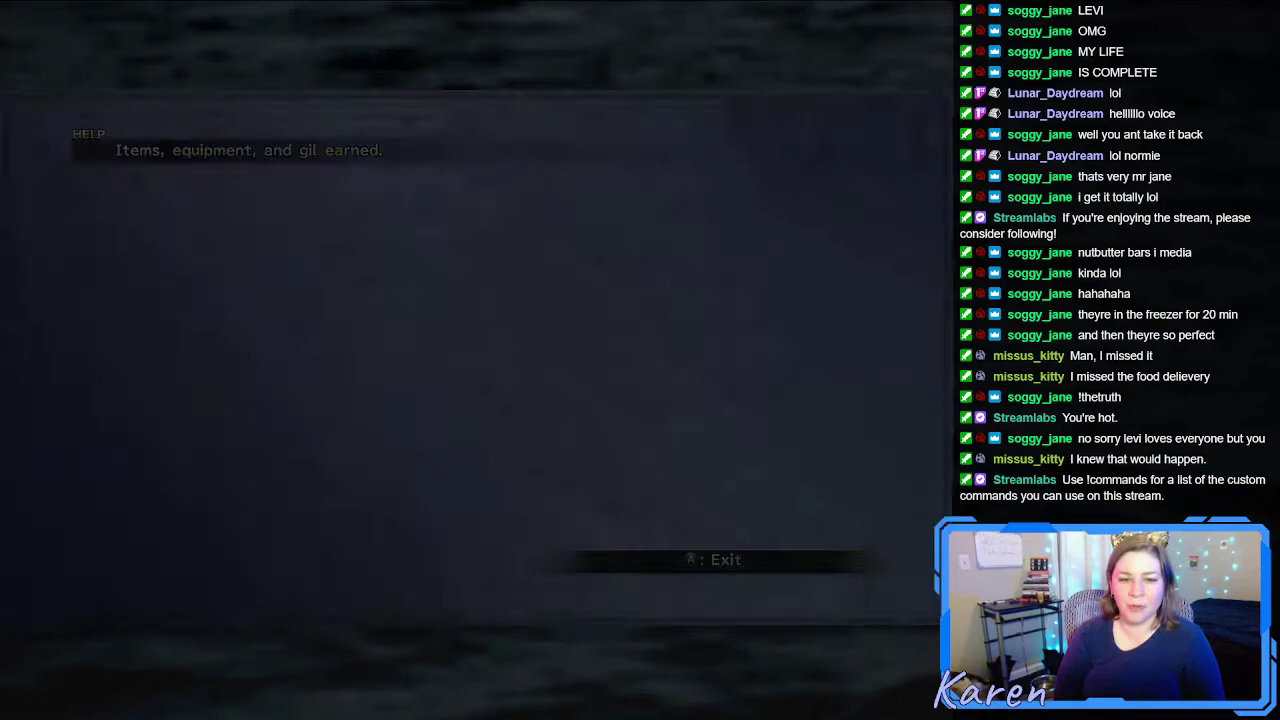 HELP
Items, equipment, and gil earned.
A : Exit
soggy_jane LEVI
soggy_jane OMG
soggy_jane MY LIFE
soggy_jane IS COMPLETE
Lunar_Daydream lol
Lunar_Daydream hellllllo voice
soggy_jane well you ant take it back
Lunar_Daydream lol normie
soggy_jane thats very mr jane
soggy_jane i get it totally lol
Streamlabs If you're enjoying the stream, please
consider following!
soggy_jane nutbutter bars i media
soggy_jane kinda lol
soggy_jane hahahaha
soggy_jane theyre in the freezer for 20 min
soggy_jane and then theyre so perfect
missus_kitty Man, I missed it
missus_kitty I missed the food delievery
soggy_jane !thetruth
Streamlabs You're hot.
soggy_jane no sorry levi loves everyone but you
missus_kitty I knew that would happen.
Streamlabs Use !commands for a list of the custom
commands you can use on this stream.
Karen